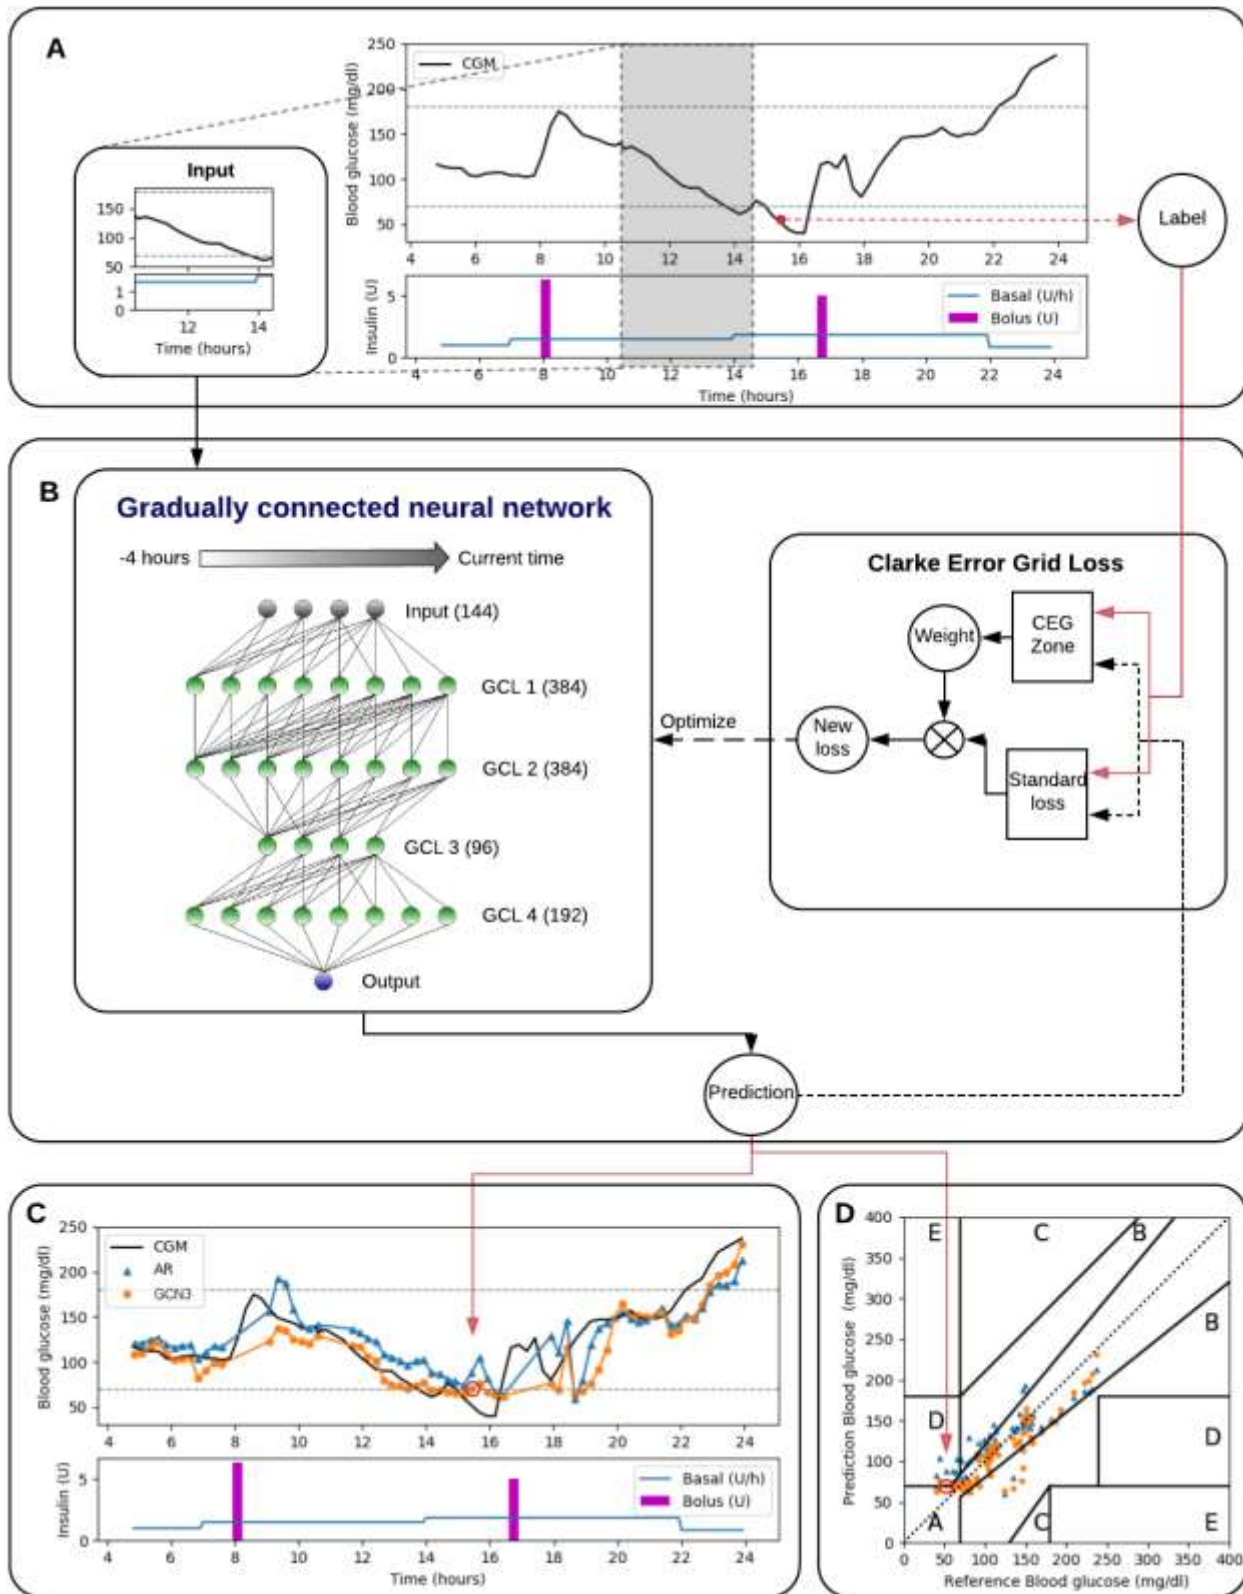 A
250
200
150
100
50
Blood glucose (mg/dl)
CGM
4 6 8 10 12 14 16 18 20 22 24
Input
150
100
50
1
0
12 14
Time (hours)
Label
5
0
Insulin (U)
Basal (U/h)
Bolus (U)
4 6 8 10 12 14 16 18 20 22 24
Time (hours)
B
Gradually connected neural network
-4 hours
Current time
Input (144)
GCL 1 (384)
GCL 2 (384)
GCL 3 (96)
GCL 4 (192)
Output
Clarke Error Grid Loss
Weight
CEG
Zone
Optimize
New
loss
Standard
loss
Prediction
C
250
200
150
100
50
Blood glucose (mg/dl)
CGM
AR
GCN3
4 6 8 10 12 14 16 18 20 22 24
5
0
Insulin (U)
Basal (U/h)
Bolus (U)
4 6 8 10 12 14 16 18 20 22 24
Time (hours)
D
400
350
300
250
200
150
100
50
0
Prediction Blood glucose (mg/dl)
E C B
B
D D
A C E
0 50 100 150 200 250 300 350 400
Reference Blood glucose (mg/dl)